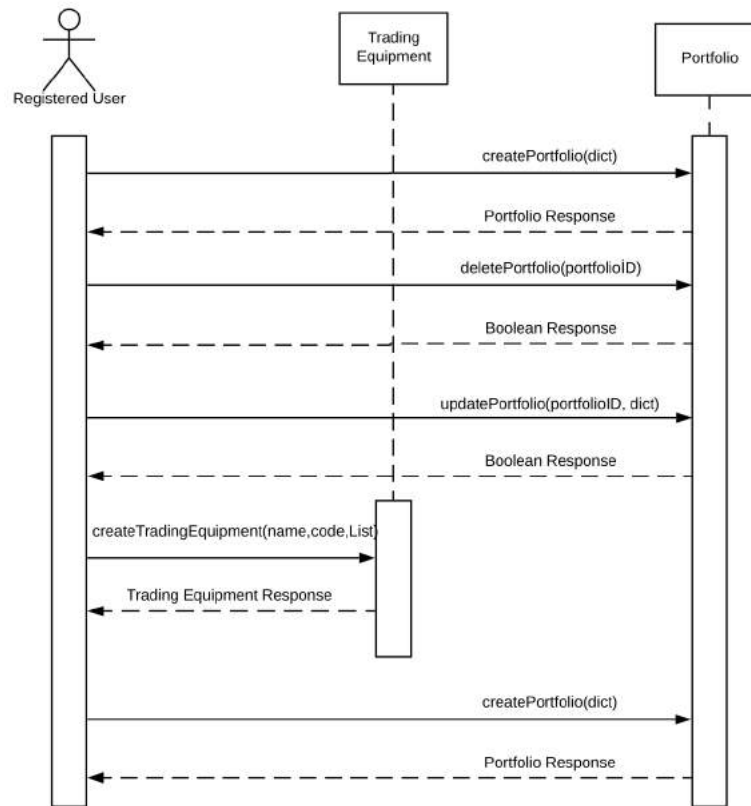 Trading
Equipment
Portfolio
Registered User
createPortfolio(dict)
Portfolio Response
deletePortfolio(portfolioID)
Boolean Response
updatePortfolio(portfolioID, dict)
Boolean Response
createTradingEquipment(name,code,List)
Trading Equipment Response
createPortfolio(dict)
Portfolio Response